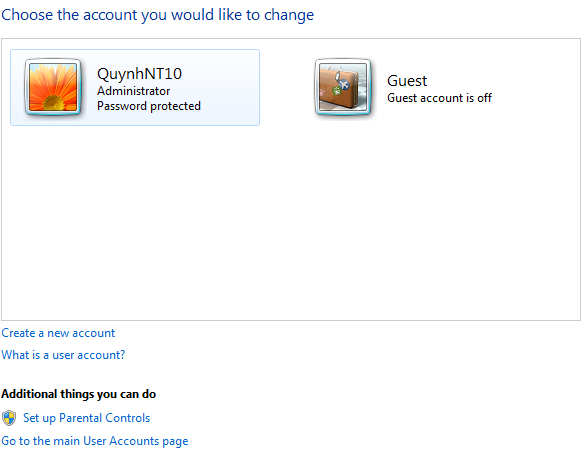 Choose the account you would like to change
QuynhNT10
Administrator
Password protected
Guest
Guest account is off
Create a new account
What is a user account?
Additional things you can do
Set up Parental Controls
Go to the main User Accounts page